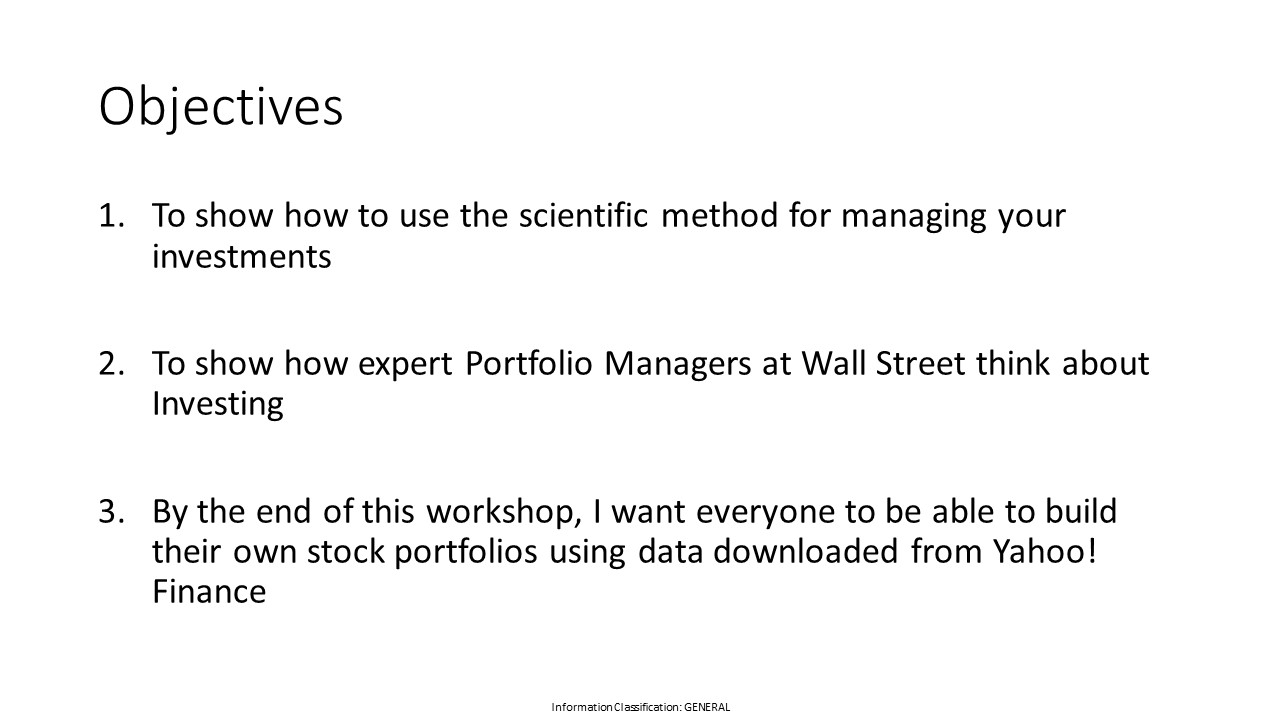 Objectives
1. To show how to use the scientific method for managing your
investments
2. To show how expert Portfolio Managers at Wall Street think about
Investing
3. By the end of this workshop, I want everyone to be able to build
their own stock portfolios using data downloaded from Yahoo!
Finance
Information Classification: GENERAL